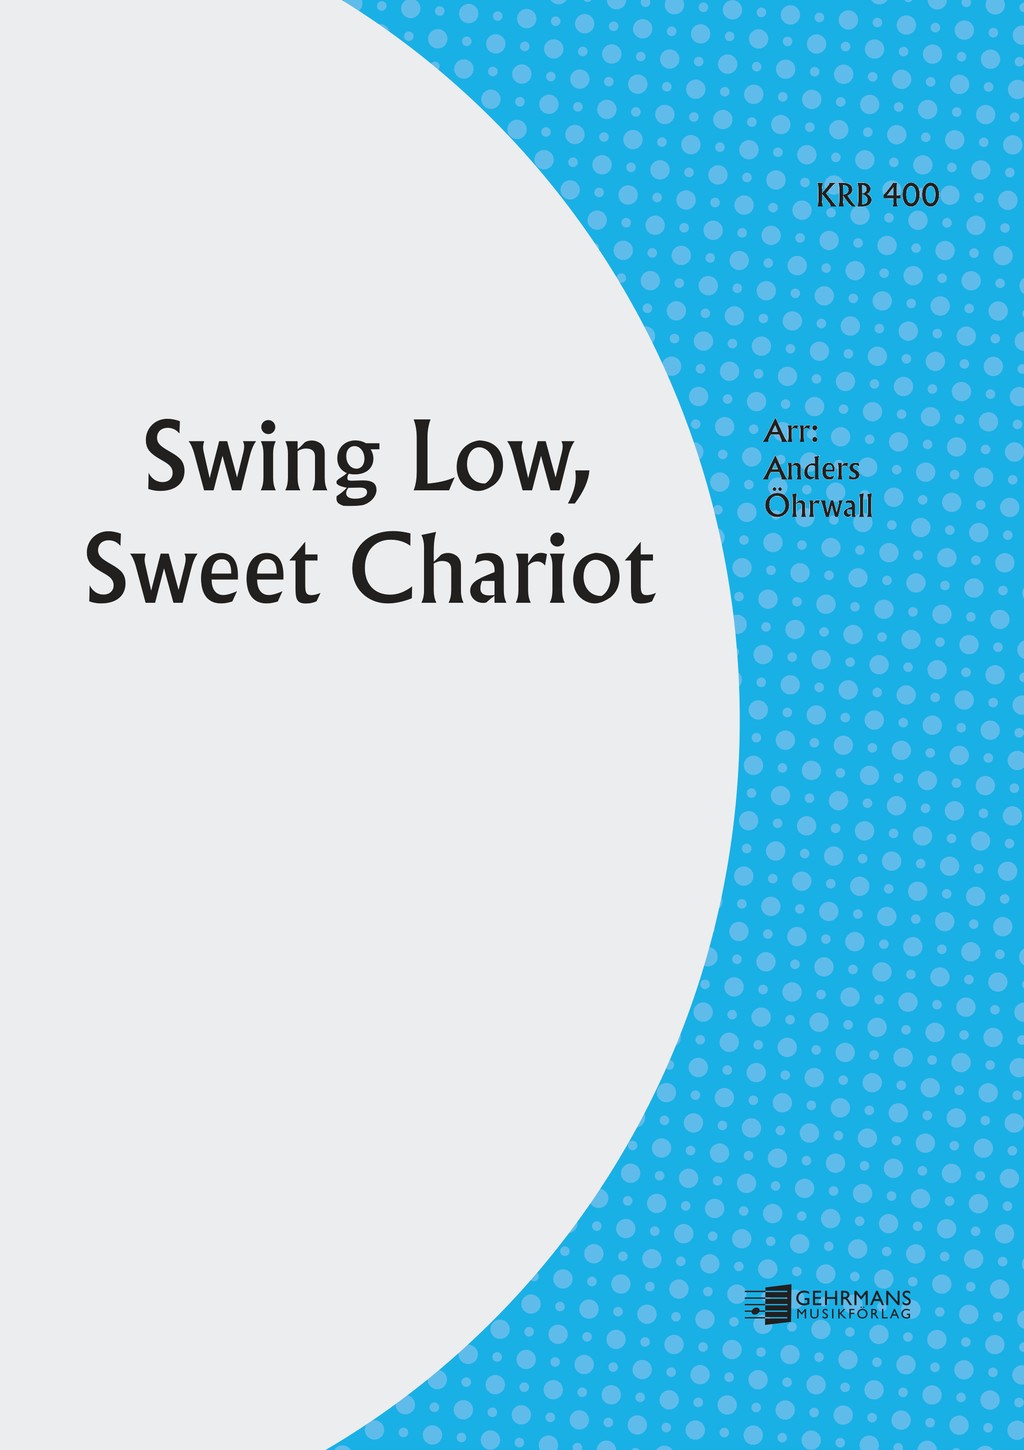 KRB 400
Swing Low,
Sweet Chariot
Arr:
Anders
Öhrwall
GEHRMANS
MUSIKFÖRLAG